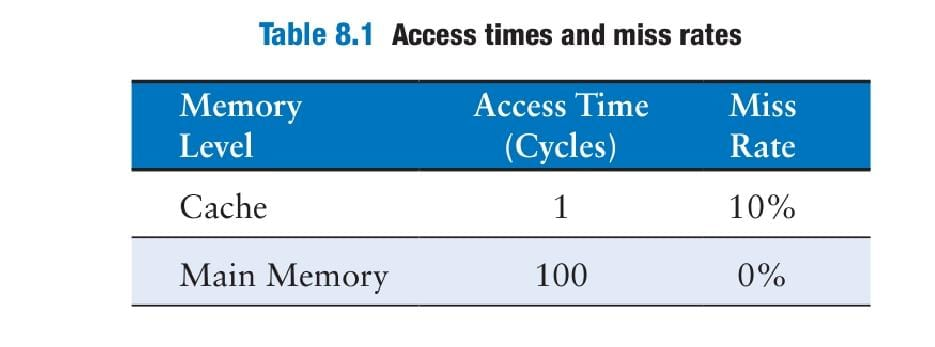 Table 8.1 Access times and miss rates
Memory Level Access Time (Cycles) Miss Rate
Cache 1 10%
Main Memory 100 0%